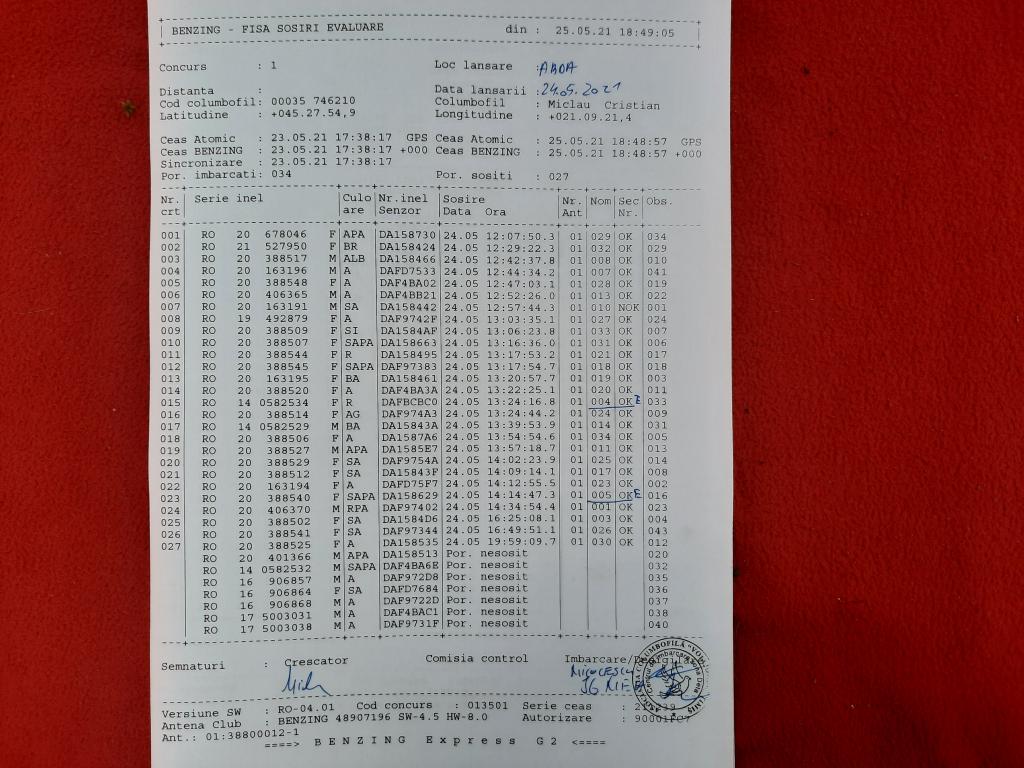 BENZING - FISA SOSIRI EVALUARE din : 25.05.21 18:49:05
Concurs : 1 Loc lansare :ARDA
Distanta : Data lansarii :24.05.2021
Cod columbofil: 00035 746210 Columbofil : Miclau Cristian
Latitudine : +045.27.54,9 Longitudine : +021.09.21,4
Ceas Atomic : 23.05.21 17:38:17 GPS Ceas Atomic : 25.05.21 18:48:57 GPS
Ceas BENZING : 23.05.21 17:38:17 +000 Ceas BENZING : 25.05.21 18:48:57 +000
Sincronizare : 23.05.21 17:38:17
Por. imbarcati: 034 Por. sositi : 027
Nr. Serie inel Culo Nr.inel Sosire Nr. Nom Sec Obs.
crt are Senzor Data Ora Ant Nr.
001 RO 20 678046 F APA DA158730 24.05 12:07:50.3 01 029 OK 034
002 RO 21 527950 F BR DA158424 24.05 12:29:22.3 01 032 OK 029
003 RO 20 388517 M ALB DA158466 24.05 12:42:37.8 01 008 OK 010
004 RO 20 163196 M A DAFD7533 24.05 12:44:34.2 01 007 OK 041
005 RO 20 388548 F A DAF4BA02 24.05 12:47:03.1 01 028 OK 019
006 RO 20 406365 M A DAF4BB21 24.05 12:52:26.0 01 013 OK 022
007 RO 20 163191 M SA DA158442 24.05 12:57:44.3 01 010 NOK 001
008 RO 19 492879 F A DAF9742F 24.05 13:03:35.1 01 027 OK 024
009 RO 20 388509 F SI DA1584AF 24.05 13:06:23.8 01 033 OK 007
010 RO 20 388507 F SAPA DA158663 24.05 13:16:36.0 01 031 OK 006
011 RO 20 388544 F R DA158495 24.05 13:17:53.2 01 021 OK 017
012 RO 20 388545 F SAPA DAF97383 24.05 13:17:54.7 01 018 OK 018
013 RO 20 163195 F BA DA158461 24.05 13:20:57.7 01 019 OK 003
014 RO 20 388520 F A DAF4BA3A 24.05 13:22:25.1 01 020 OK 011
015 RO 14 0582534 F R DAFBCBC0 24.05 13:24:16.8 01 004 OK 033
016 RO 20 388514 F AG DAF974A3 24.05 13:24:44.2 01 024 OK 009
017 RO 14 0582529 M BA DA15843A 24.05 13:39:53.9 01 014 OK 031
018 RO 20 388506 F A DA1587A6 24.05 13:54:54.6 01 034 OK 005
019 RO 20 388527 M APA DA1585E7 24.05 13:57:18.7 01 011 OK 013
020 RO 20 388529 F SA DAF9754A 24.05 14:02:23.9 01 025 OK 014
021 RO 20 388512 F SA DA15843F 24.05 14:09:14.1 01 017 OK 008
022 RO 20 163194 F A DAFD75F7 24.05 14:12:55.5 01 023 OK 002
023 RO 20 388540 F SAPA DA158629 24.05 14:14:47.3 01 005 OK 016
024 RO 20 406370 M RPA DAF97402 24.05 14:34:54.4 01 001 OK 023
025 RO 20 388502 F SA DA1584D6 24.05 16:25:08.1 01 003 OK 004
026 RO 20 388541 F SA DAF97344 24.05 16:49:51.1 01 026 OK 043
027 RO 20 388525 F A DA158535 24.05 19:59:09.7 01 030 OK 012
RO 20 401366 M APA DA158513 Por. nesosit 020
RO 14 0582532 M SAPA DAF4BA6E Por. nesosit 032
RO 16 906857 M A DAF972D8 Por. nesosit 035
RO 16 906864 F SA DAFD7684 Por. nesosit 036
RO 16 906868 M A DAF9722D Por. nesosit 037
RO 17 5003031 M A DAF4BAC1 Por. nesosit 038
RO 17 5003038 M A DAF9731F Por. nesosit 040
Semnaturi : Crescator Comisia control
Versiune SW : RO-04.01 Cod concurs : 013501 Serie ceas :
Antena Club : BENZING 48907196 SW-4.5 HW-8.0 Autorizare :
Ant.: 01:38800012-1
====> BENZING Express G2 <====